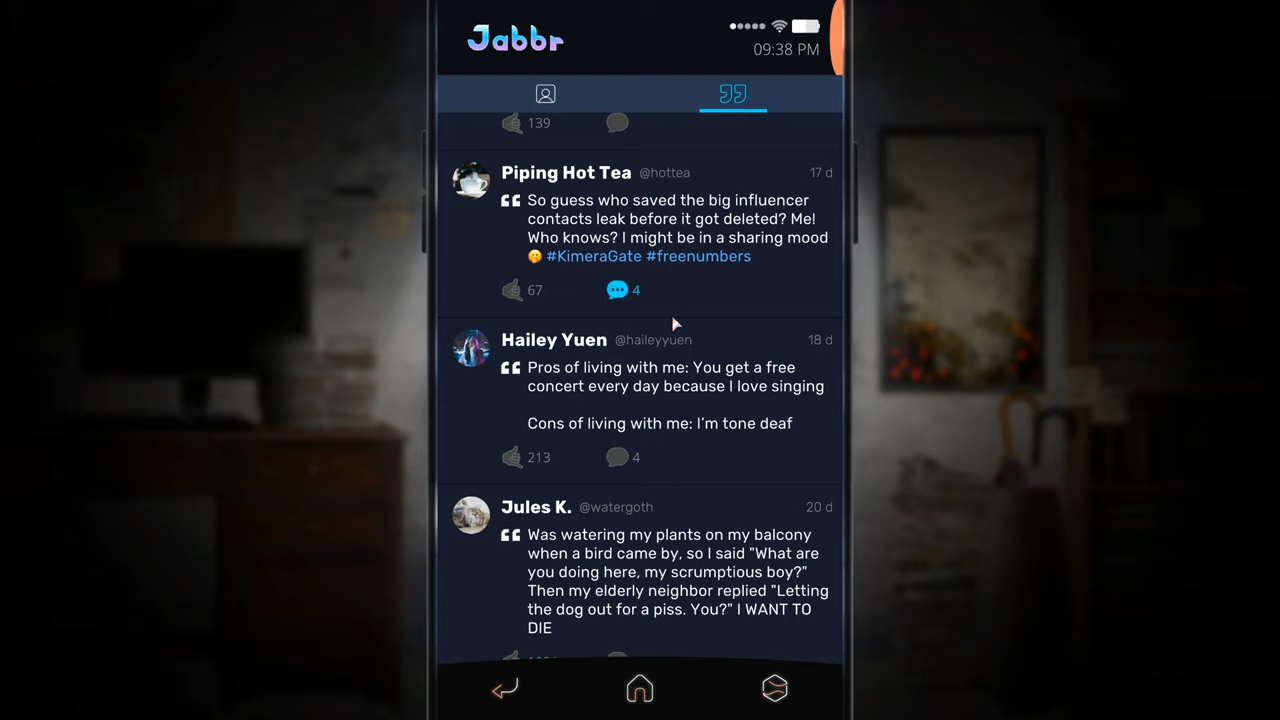 Jabbr
09:38 PM
139
Piping Hot Tea @hottea 17 d
So guess who saved the big influencer
contacts leak before it got deleted? Me!
Who knows? I might be in a sharing mood
🤭 #KimeraGate #freenumbers
67 4
Hailey Yuen @haileyyuen 18 d
Pros of living with me: You get a free
concert every day because I love singing
Cons of living with me: I'm tone deaf
213 4
Jules K. @watergoth 20 d
Was watering my plants on my balcony
when a bird came by, so I said "What are
you doing here, my scrumptious boy?"
Then my elderly neighbor replied "Letting
the dog out for a piss. You?" I WANT TO
DIE